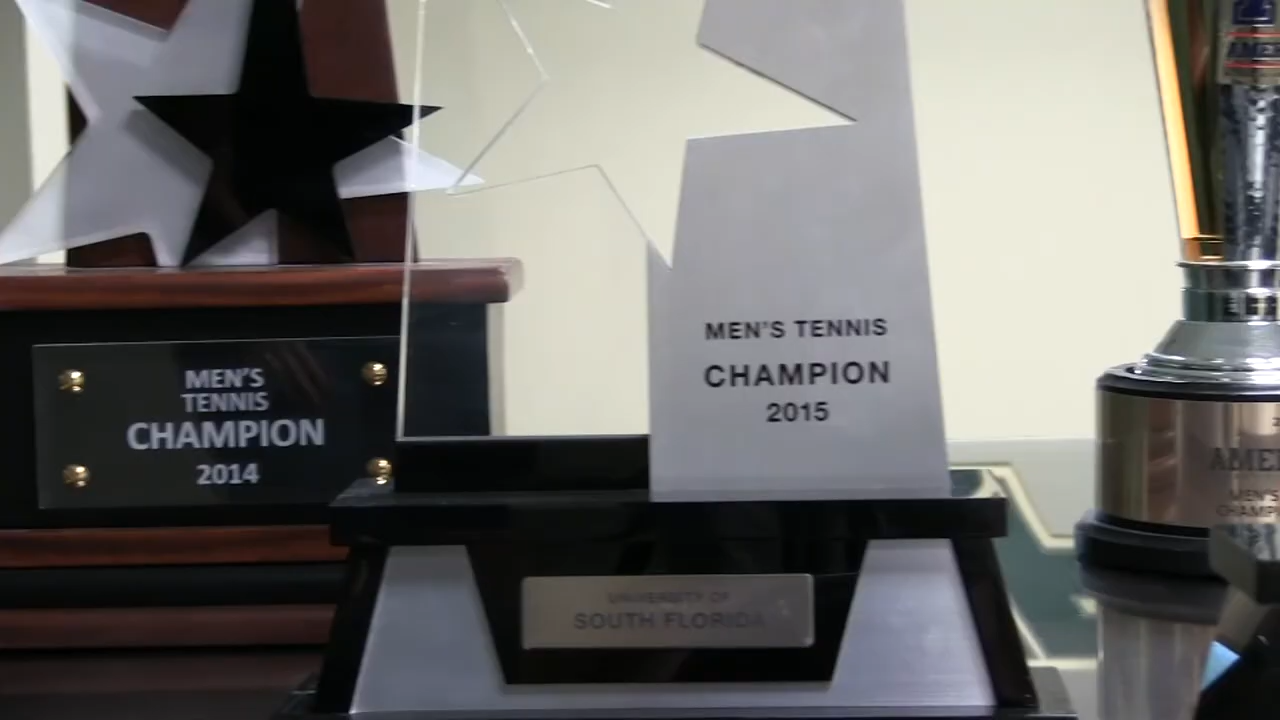 MEN'S
TENNIS
CHAMPION
2014
MEN'S TENNIS
CHAMPION
2015
UNIVERSITY OF
SOUTH FLORIDA